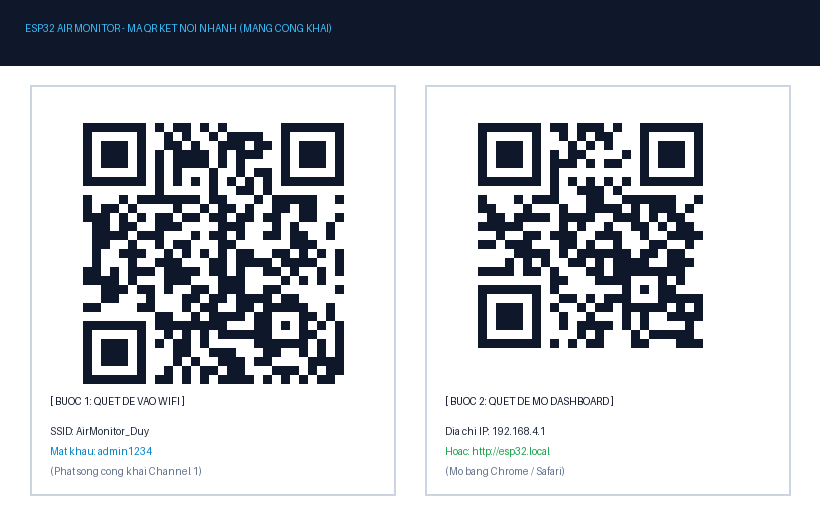 ESP32 AIR MONITOR - MA QR KET NOI NHANH (MANG CONG KHAI)
[ BUOC 1: QUET DE VAO WIFI ]
SSID: AirMonitor_Duy
Mat khau: admin1234
(Phat song cong khai Channel 1)
[ BUOC 2: QUET DE MO DASHBOARD ]
Dia chi IP: 192.168.4.1
Hoac: http://esp32.local
(Mo bang Chrome / Safari)